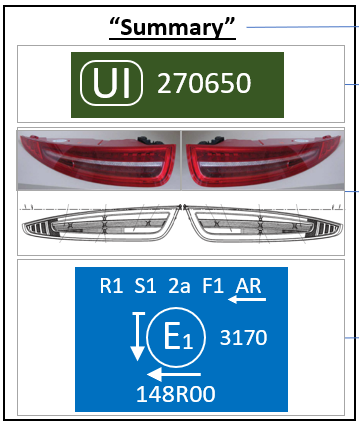 “Summary”
UI 270650
R1 S1 2a F1 AR
E1 3170
148R00